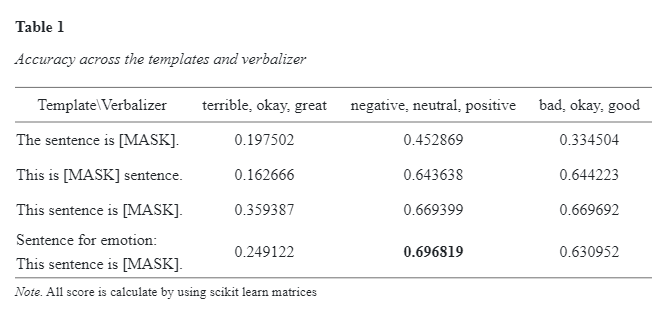 Table 1
Accuracy across the templates and verbalizer
Template\Verbalizer terrible, okay, great negative, neutral, positive bad, okay, good
The sentence is [MASK]. 0.197502 0.452869 0.334504
This is [MASK] sentence. 0.162666 0.643638 0.644223
This sentence is [MASK]. 0.359387 0.669399 0.669692
Sentence for emotion:
This sentence is [MASK]. 0.249122 0.696819 0.630952
Note. All score is calculate by using scikit learn matrices